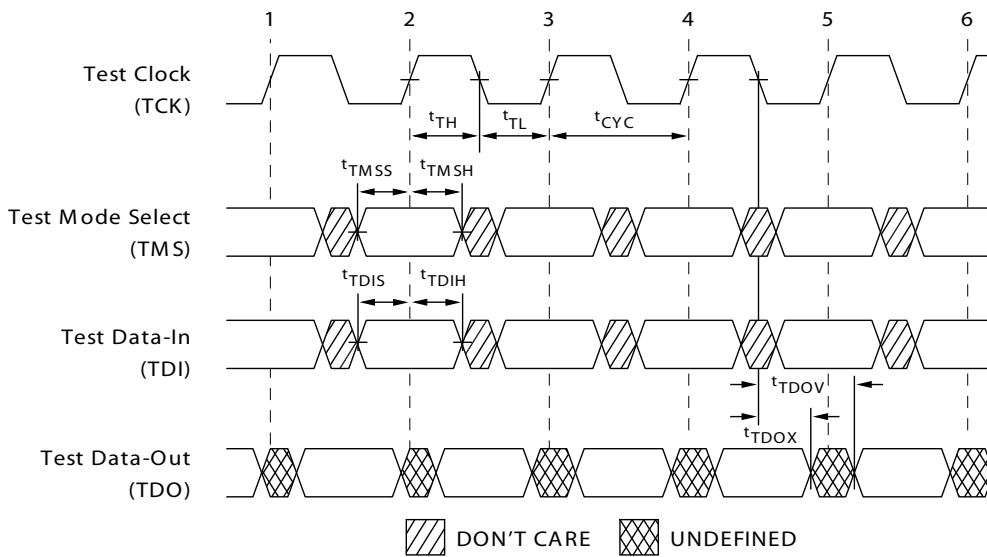 1 2 3 4 5 6
Test Clock
(TCK)
tTH tTL tCYC
tTMSS tTMSH
Test Mode Select
(TMS)
tTDIS tTDIH
Test Data-In
(TDI)
tTDOV
tTDOX
Test Data-Out
(TDO)
DON'T CARE UNDEFINED